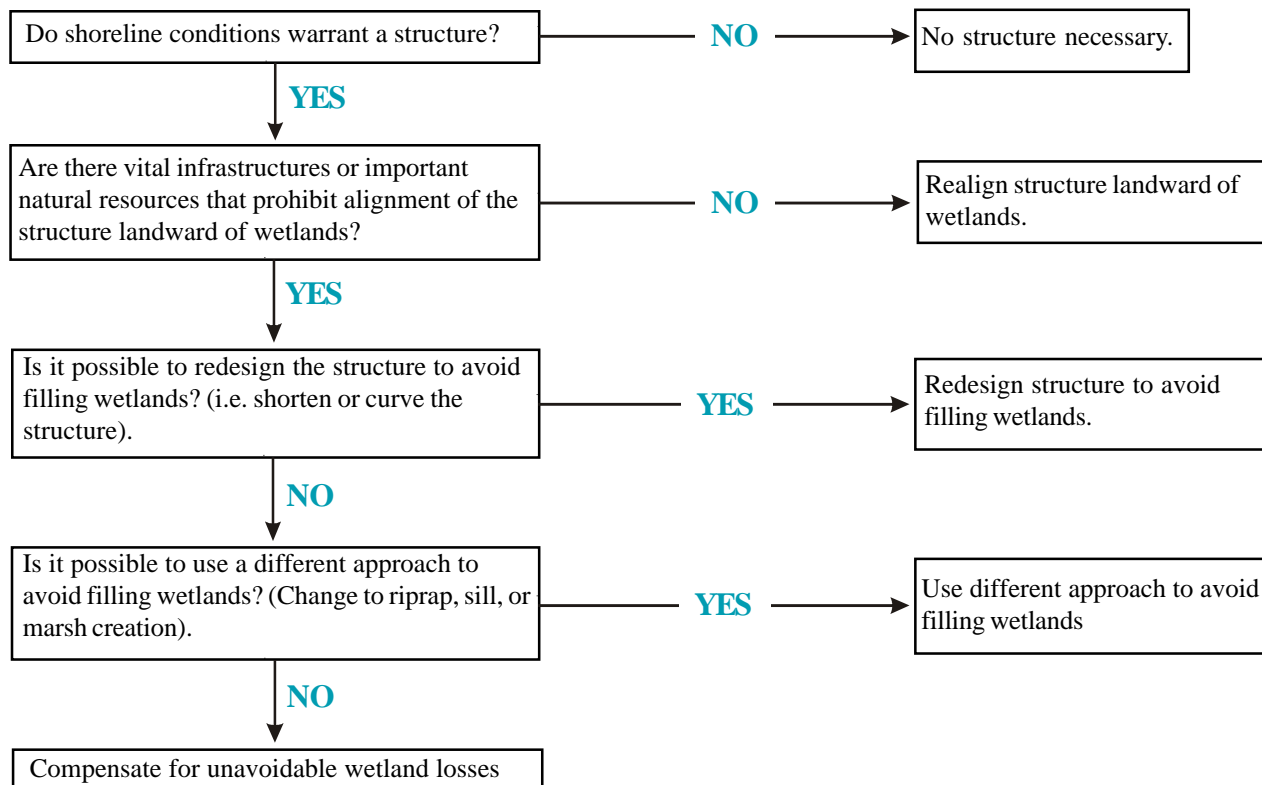 Do shoreline conditions warrant a structure?
NO
No structure necessary.
YES
Are there vital infrastructures or important
natural resources that prohibit alignment of the
structure landward of wetlands?
NO
Realign structure landward of
wetlands.
YES
Is it possible to redesign the structure to avoid
filling wetlands? (i.e. shorten or curve the
structure).
YES
Redesign structure to avoid
filling wetlands.
NO
Is it possible to use a different approach to
avoid filling wetlands? (Change to riprap, sill, or
marsh creation).
YES
Use different approach to avoid
filling wetlands
NO
Compensate for unavoidable wetland losses